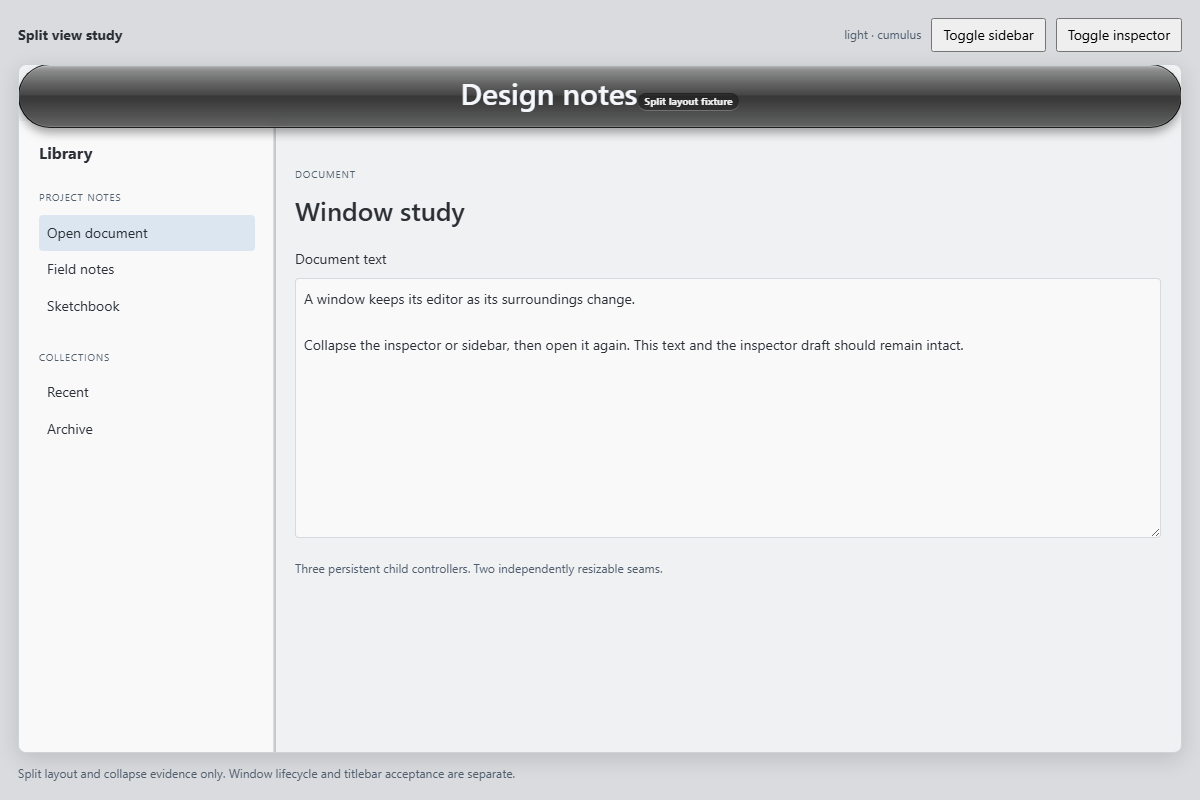 Split view study
light · cumulus
Toggle sidebar
Toggle inspector
Design notes
Split layout fixture
Library
PROJECT NOTES
Open document
Field notes
Sketchbook
COLLECTIONS
Recent
Archive
DOCUMENT
Window study
Document text
A window keeps its editor as its surroundings change.
Collapse the inspector or sidebar, then open it again. This text and the inspector draft should remain intact.
Three persistent child controllers. Two independently resizable seams.
Split layout and collapse evidence only. Window lifecycle and titlebar acceptance are separate.